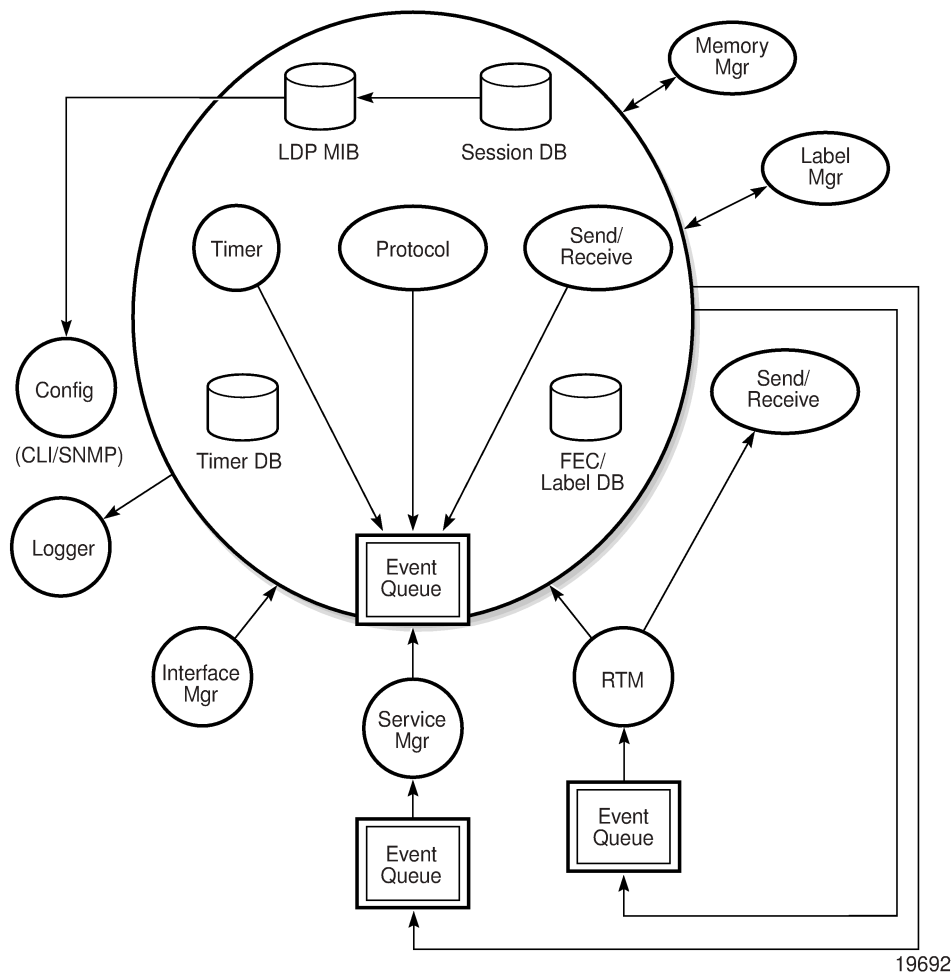 Memory
Mgr
LDP MIB
Session DB
Label
Mgr
Timer
Protocol
Send/
Receive
Config
(CLI/SNMP)
Timer DB
FEC/
Label DB
Send/
Receive
Logger
Event
Queue
Interface
Mgr
Service
Mgr
RTM
Event
Queue
Event
Queue
19692